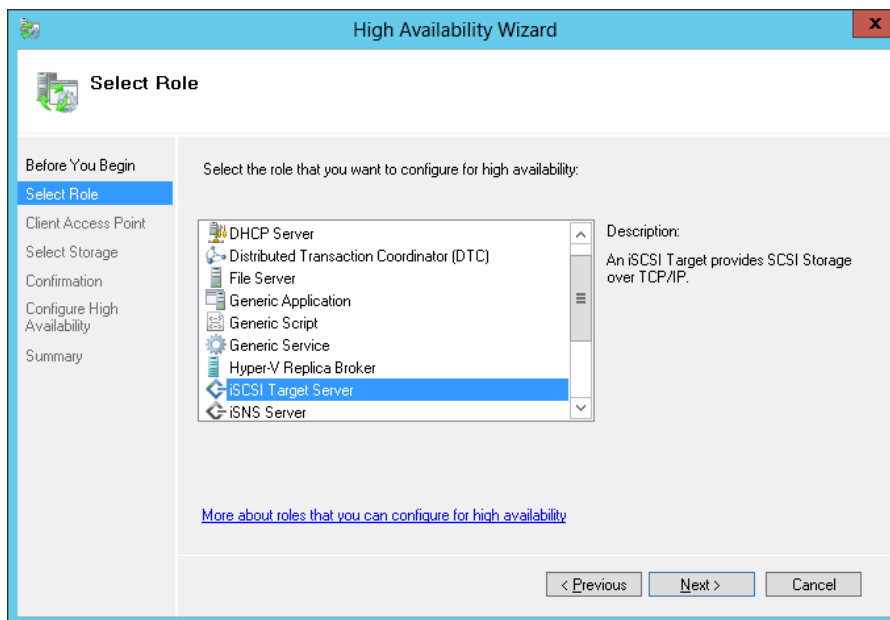 High Availability Wizard
x
Select Role
Before You Begin
Select Role
Client Access Point
Select Storage
Confirmation
Configure High
Availability
Summary
Select the role that you want to configure for high availability:
DHCP Server
Distributed Transaction Coordinator (DTC)
File Server
Generic Application
Generic Script
Generic Service
Hyper-V Replica Broker
iSCSI Target Server
iSNS Server
Description:
An iSCSI Target provides SCSI Storage
over TCP/IP.
More about roles that you can configure for high availability
< Previous
Next >
Cancel